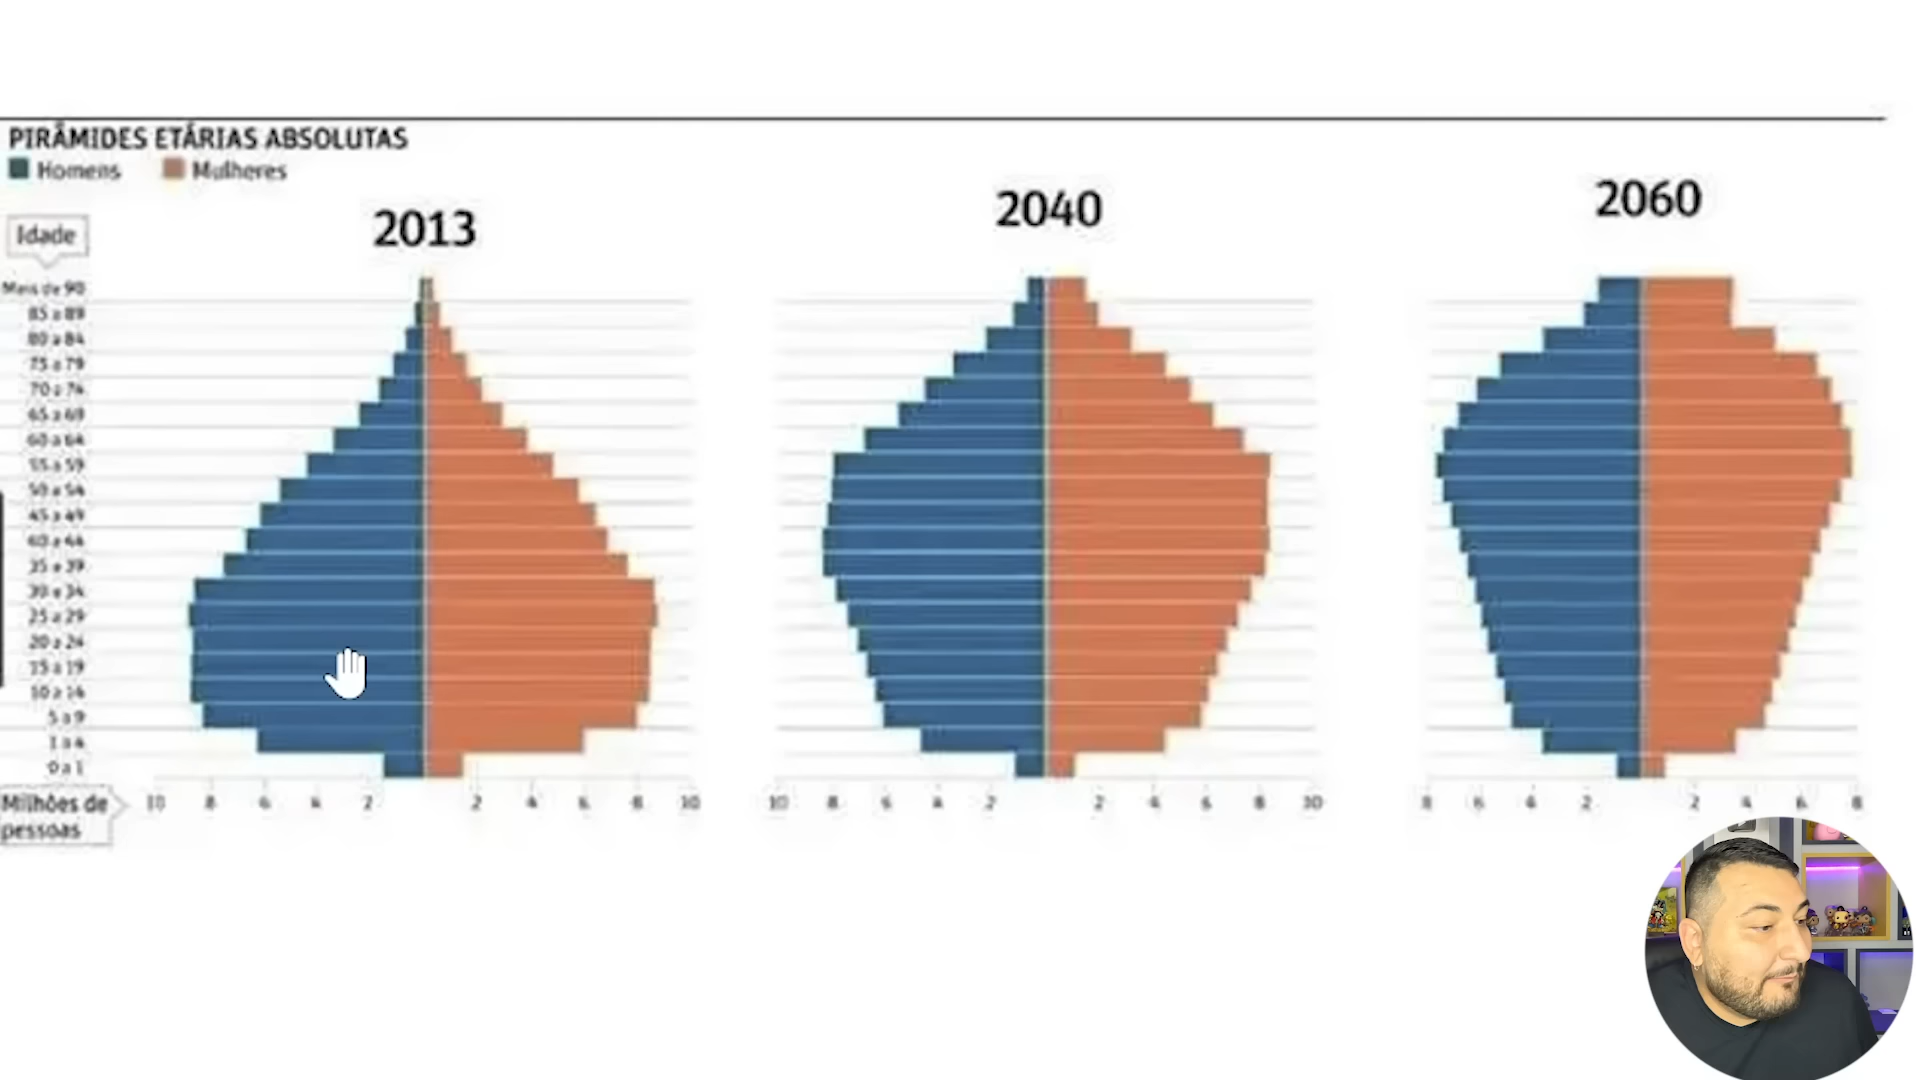 PIRÂMIDES ETÁRIAS ABSOLUTAS
Homens Mulheres
2013 2040 2060
Idade
Mais de 90
85 a 89
80 a 84
75 a 79
70 a 74
65 a 69
60 a 64
55 a 59
50 a 54
45 a 49
40 a 44
35 a 39
30 a 34
25 a 29
20 a 24
15 a 19
10 a 14
5 a 9
1 a 4
0 a 1
10 8 6 4 2 2 4 6 8 10 10 8 6 4 2 2 4 6 8 10 8 6 4 2 2 4 6 8
Milhões de
pessoas